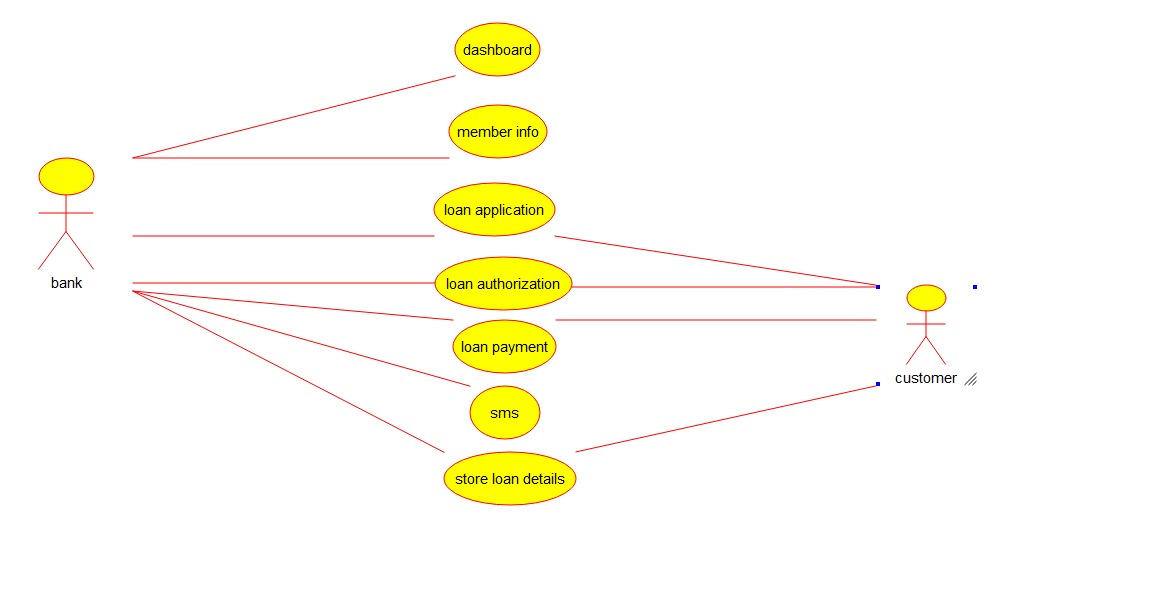 dashboard
member info
loan application
bank
loan authorization
loan payment
customer
sms
store loan details